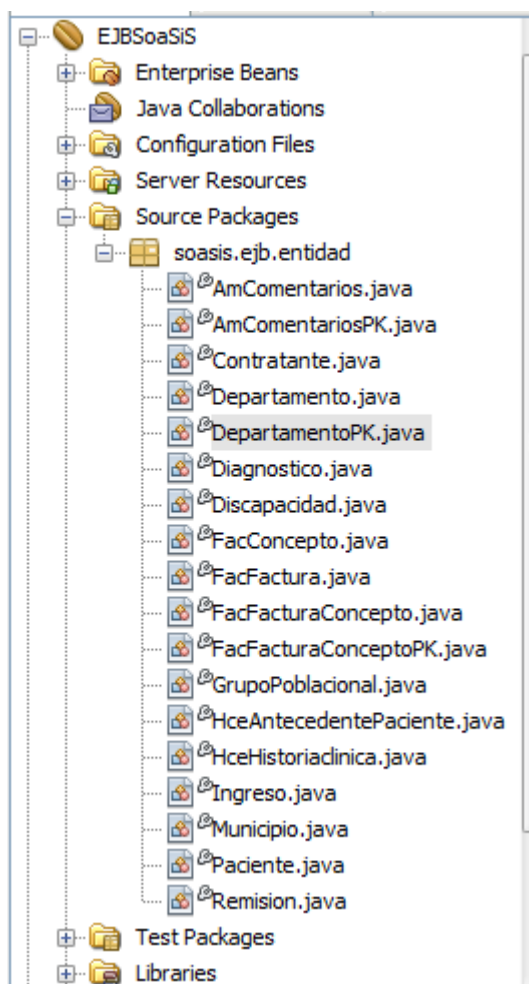 EJBSoaSiS
Enterprise Beans
Java Collaborations
Configuration Files
Server Resources
Source Packages
soasis.ejb.entidad
AmComentarios.java
AmComentariosPK.java
Contratante.java
Departamento.java
DepartamentoPK.java
Diagnostico.java
Discapacidad.java
FacConcepto.java
FacFactura.java
FacFacturaConcepto.java
FacFacturaConceptoPK.java
GrupoPoblacional.java
HceAntecedentePaciente.java
HceHistoriaclinica.java
Ingreso.java
Municipio.java
Paciente.java
Remision.java
Test Packages
Libraries